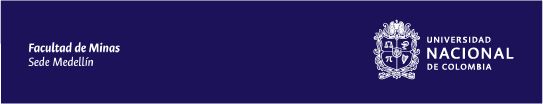 Facultad de Minas
Sede Medellín
UNIVERSIDAD
NACIONAL
DE COLOMBIA